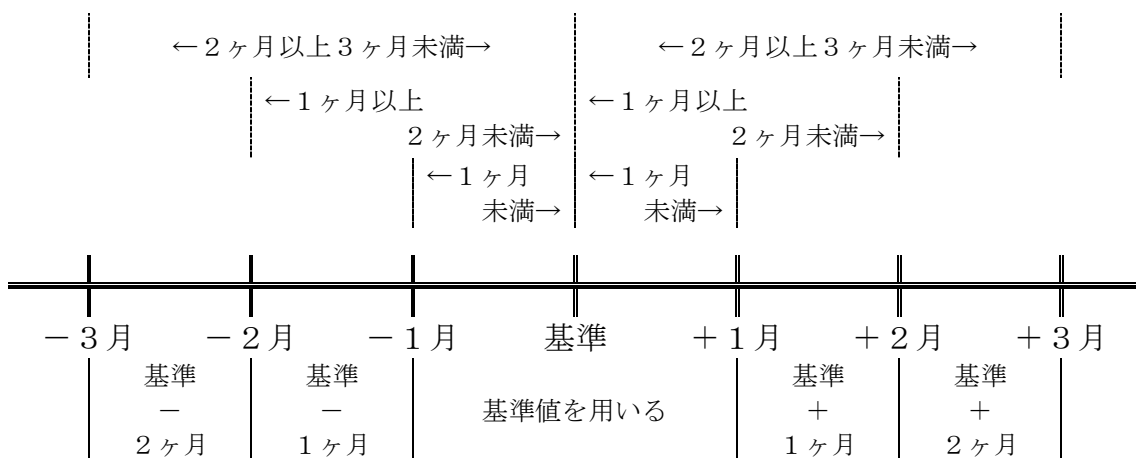 ←２ヶ月以上３ヶ月未満→ ←２ヶ月以上３ヶ月未満→
←１ヶ月以上 ←１ヶ月以上
２ヶ月未満→ ２ヶ月未満→
←１ヶ月 ←１ヶ月
未満→ 未満→
－３月 －２月 －１月 基準 ＋１月 ＋２月 ＋３月
基準 基準 基準 基準
－ － 基準値を用いる ＋ ＋
２ヶ月 １ヶ月 １ヶ月 ２ヶ月